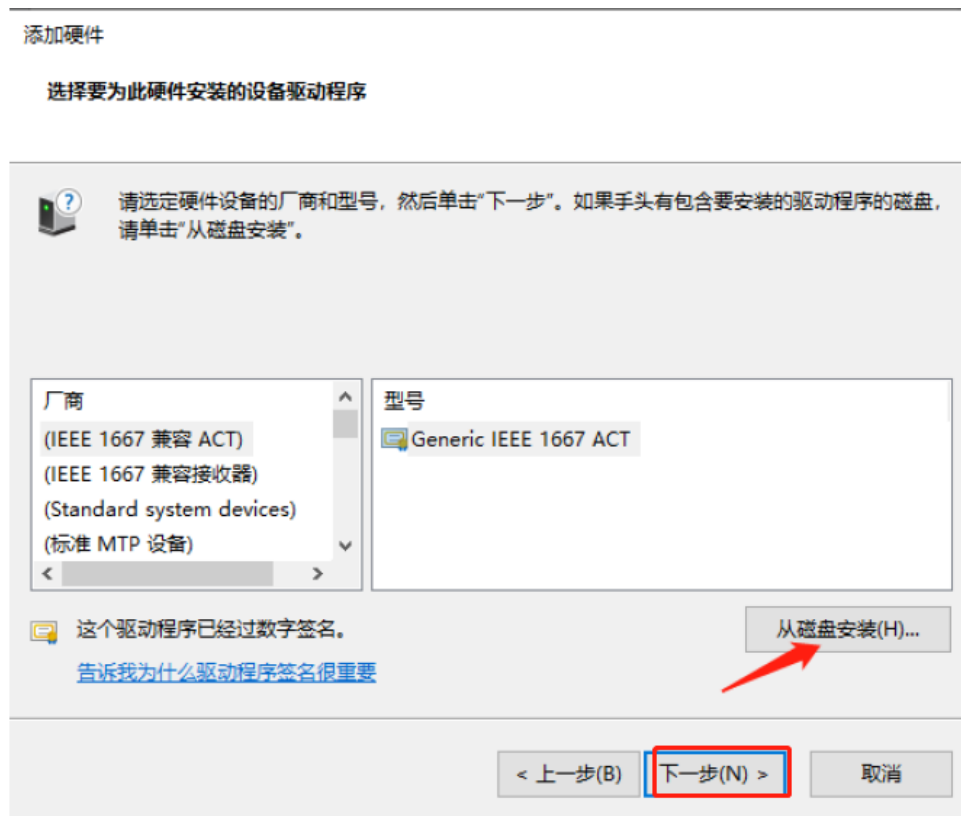 添加硬件
选择要为此硬件安装的设备驱动程序
请选定硬件设备的厂商和型号，然后单击"下一步"。如果手头有包含要安装的驱动程序的磁盘，
请单击"从磁盘安装"。
厂商
(IEEE 1667 兼容 ACT)
(IEEE 1667 兼容接收器)
(Standard system devices)
(标准 MTP 设备)
型号
Generic IEEE 1667 ACT
这个驱动程序已经过数字签名。
告诉我为什么驱动程序签名很重要
从磁盘安装(H)...
< 上一步(B)
下一步(N) >
取消